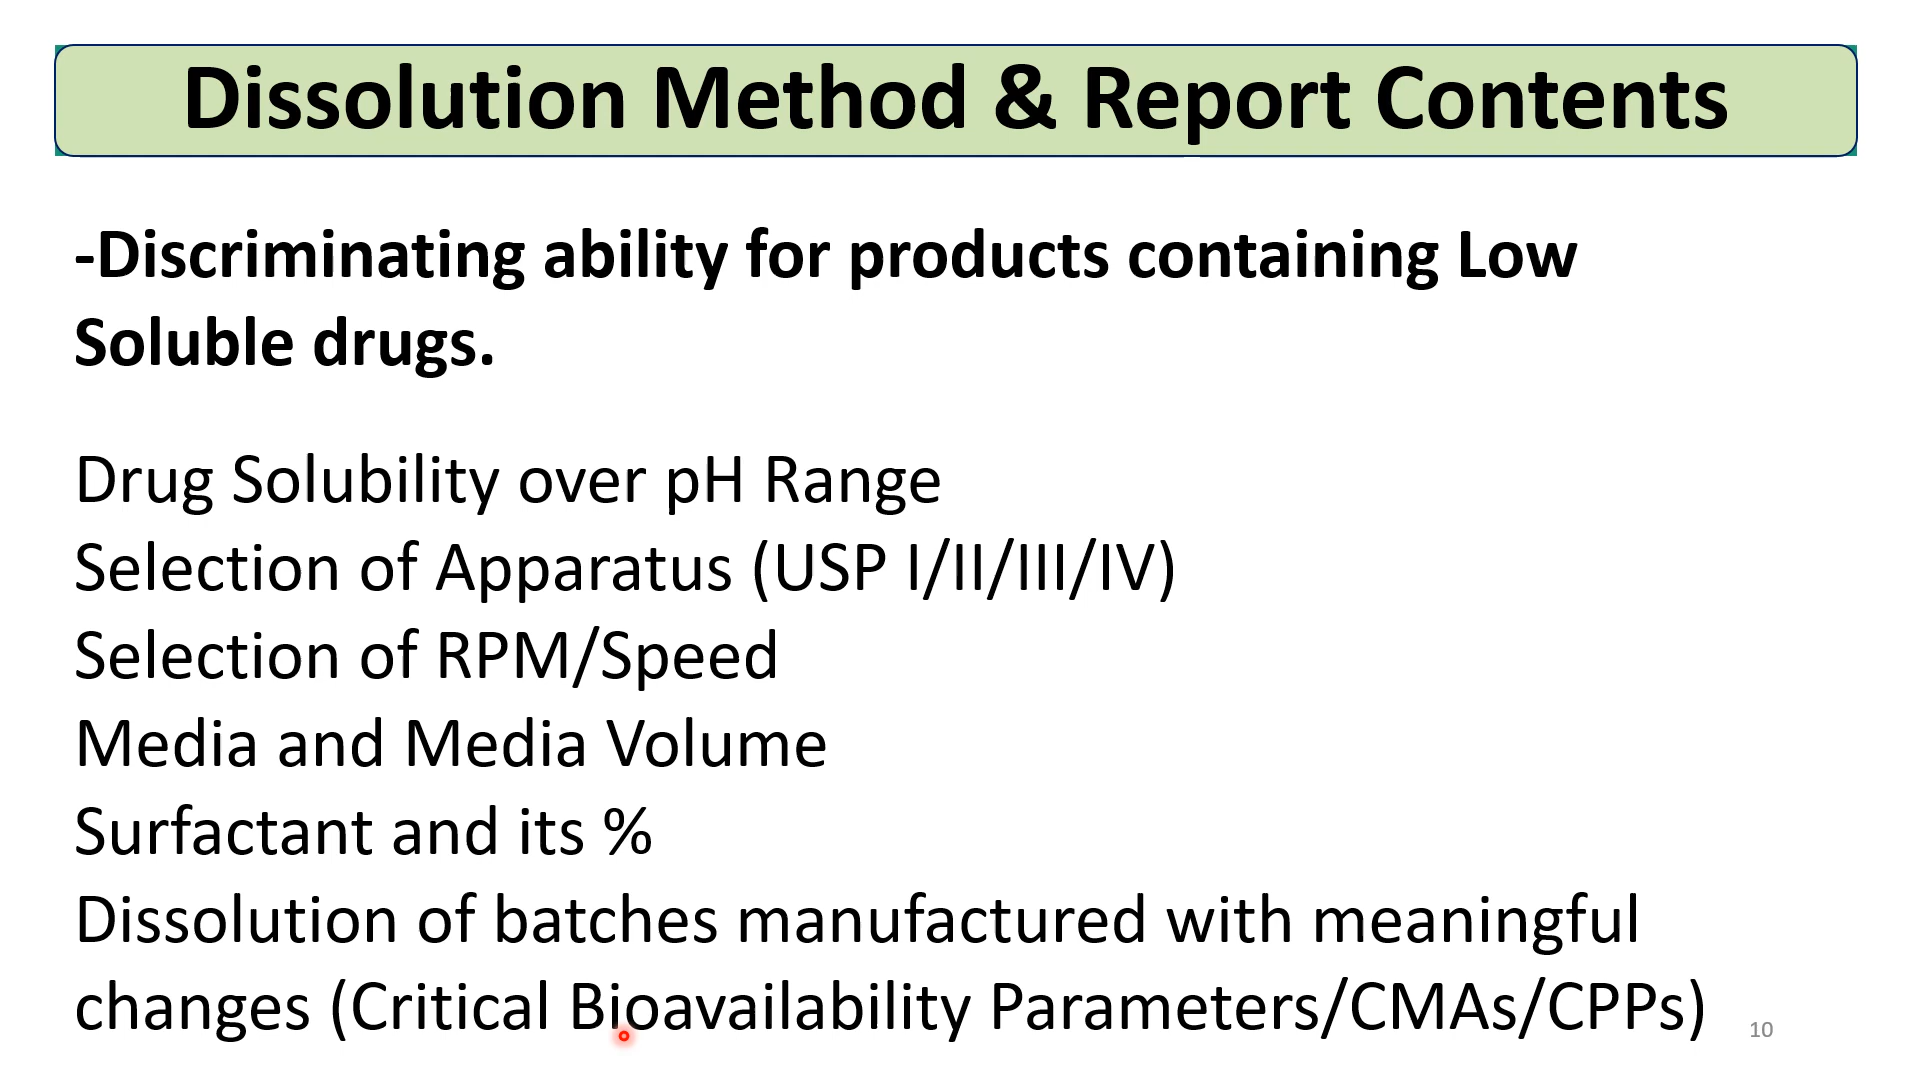 Dissolution Method & Report Contents
-Discriminating ability for products containing Low
Soluble drugs.
Drug Solubility over pH Range
Selection of Apparatus (USP I/II/III/IV)
Selection of RPM/Speed
Media and Media Volume
Surfactant and its %
Dissolution of batches manufactured with meaningful
changes (Critical Bioavailability Parameters/CMAs/CPPs)
10